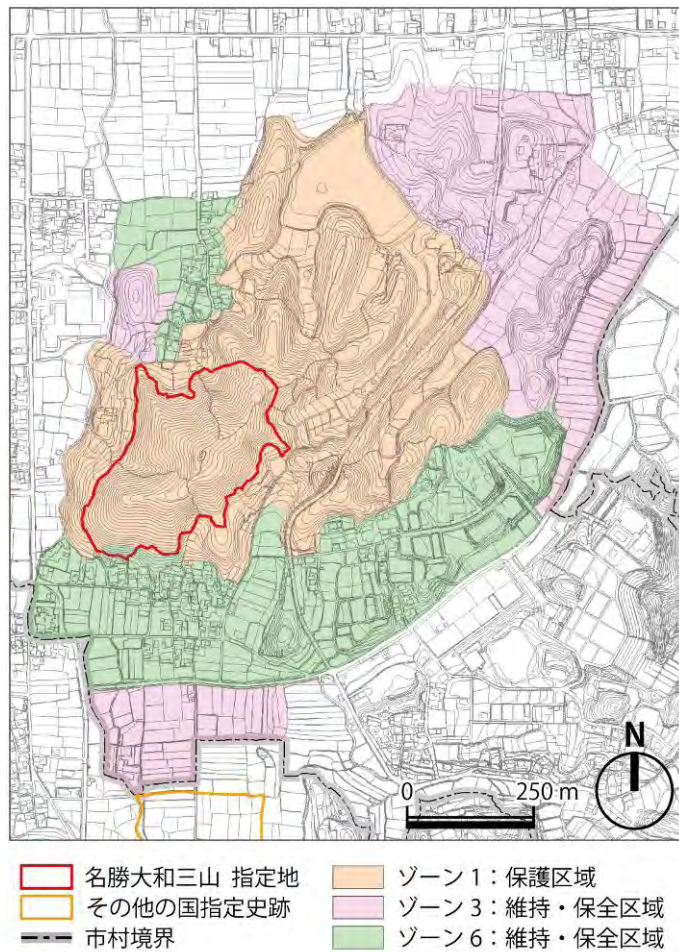 N
0 250 m
名勝大和三山 指定地
その他の国指定史跡
市村境界
ゾーン 1：保護区域
ゾーン 3：維持・保全区域
ゾーン 6：維持・保全区域